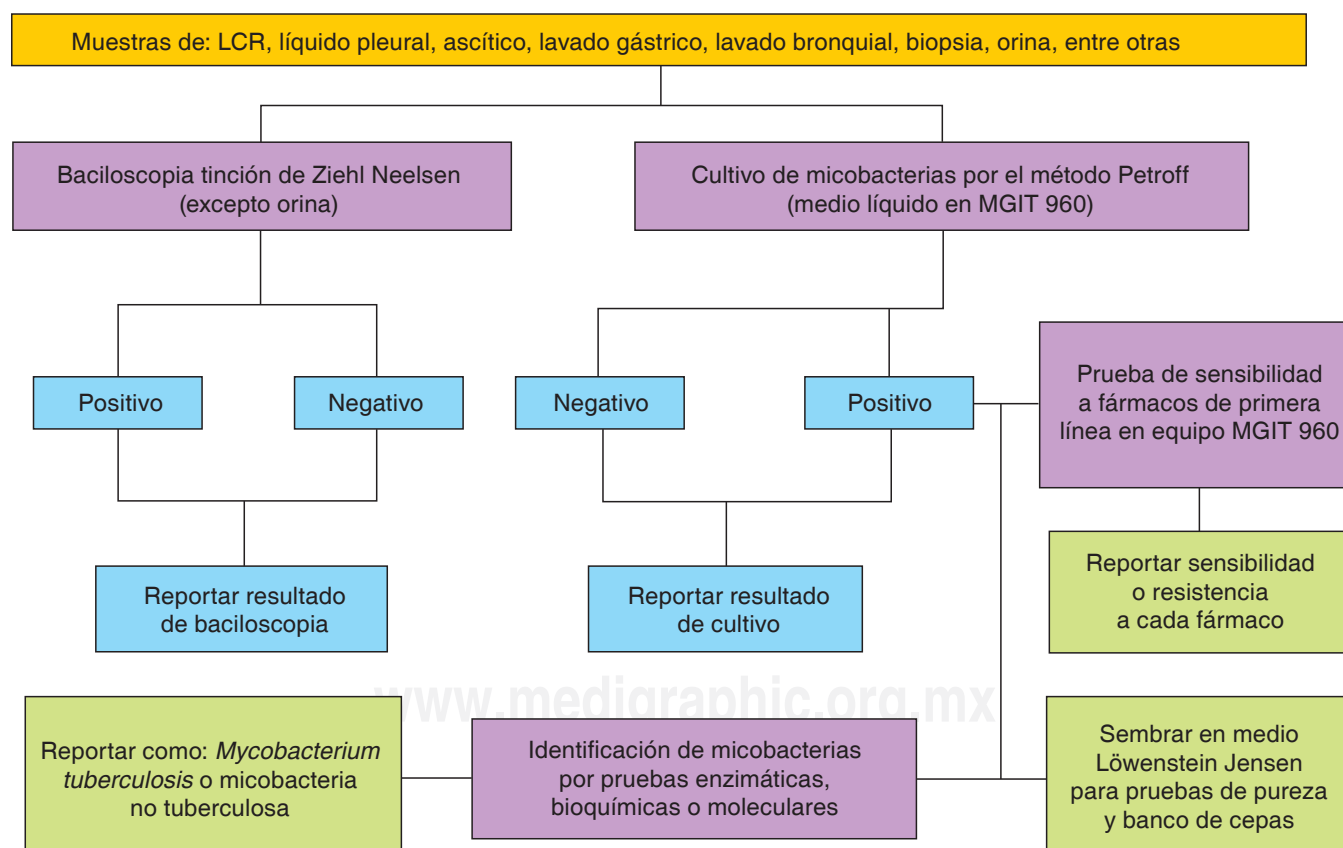 Muestras de: LCR, líquido pleural, ascítico, lavado gástrico, lavado bronquial, biopsia, orina, entre otras
Baciloscopia tinción de Ziehl Neelsen
(excepto orina)
Cultivo de micobacterias por el método Petroff
(medio líquido en MGIT 960)
Positivo
Negativo
Negativo
Positivo
Prueba de sensibilidad
a fármacos de primera
línea en equipo MGIT 960
Reportar resultado
de baciloscopia
Reportar resultado
de cultivo
Reportar sensibilidad
o resistencia
a cada fármaco
www.medigraphic.org.mx
Reportar como: Mycobacterium
tuberculosis o micobacteria
no tuberculosa
Identificación de micobacterias
por pruebas enzimáticas,
bioquímicas o moleculares
Sembrar en medio
Löwenstein Jensen
para pruebas de pureza
y banco de cepas